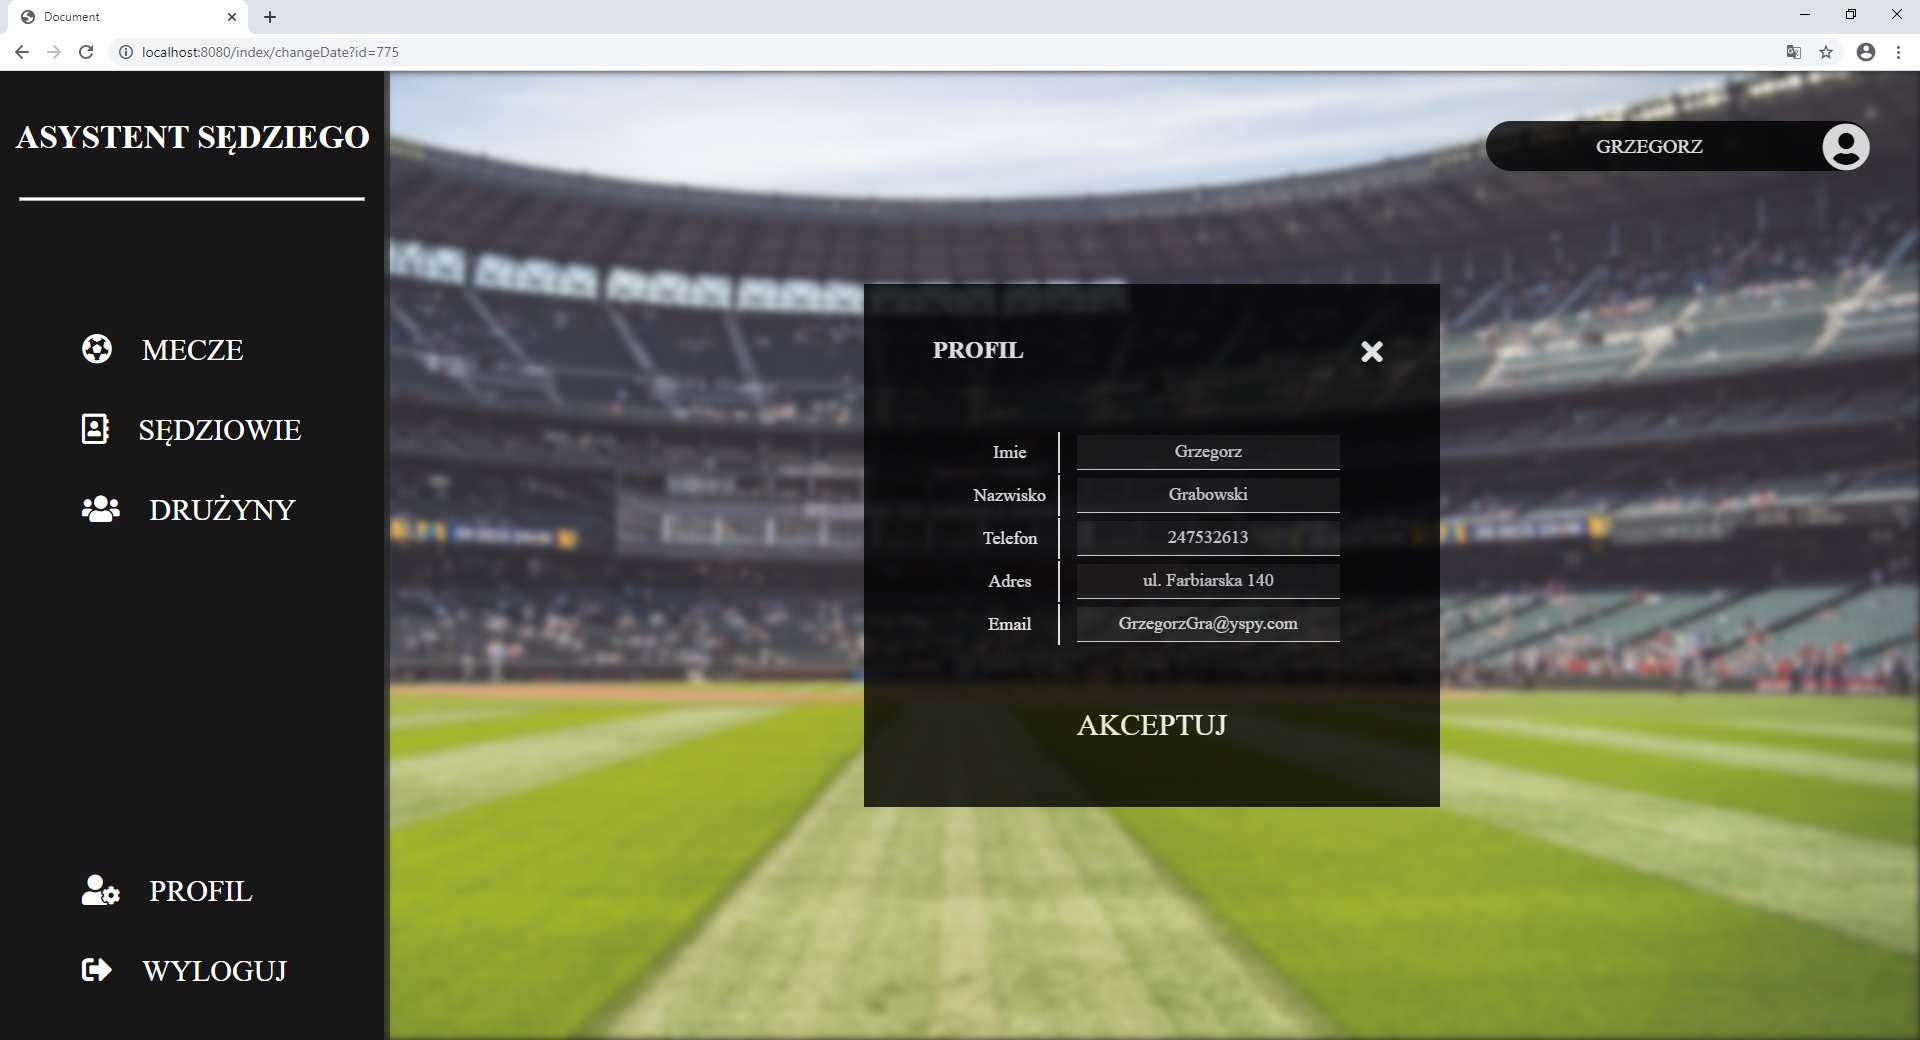 Document
localhost:8080/index/changeDate?id=775
ASYSTENT SĘDZIEGO
GRZEGORZ
MECZE
SĘDZIOWIE
DRUŻYNY
PROFIL
WYLOGUJ
PROFIL
Imie Grzegorz
Nazwisko Grabowski
Telefon 247532613
Adres ul. Farbiarska 140
Email GrzegorzGra@yspy.com
AKCEPTUJ